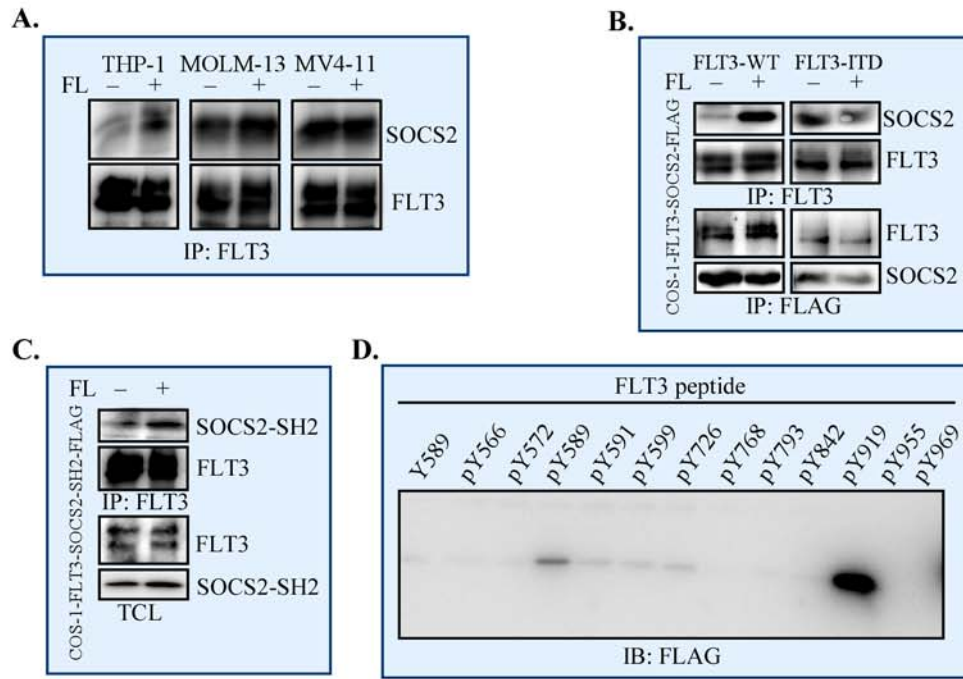 A.
THP-1 MOLM-13 MV4-11
FL – + – + – +
SOCS2
FLT3
IP: FLT3
B.
FLT3-WT FLT3-ITD
FL – + – +
COS-1-FLT3-SOCS2-FLAG
SOCS2
FLT3
IP: FLT3
FLT3
SOCS2
IP: FLAG
C.
FL – +
COS-1-FLT3-SOCS2-SH2-FLAG
SOCS2-SH2
FLT3
IP: FLT3
FLT3
SOCS2-SH2
TCL
D.
FLT3 peptide
Y589 pY566 pY572 pY589 pY591 pY599 pY726 pY768 pY793 pY842 pY919 pY955 pY969
IB: FLAG